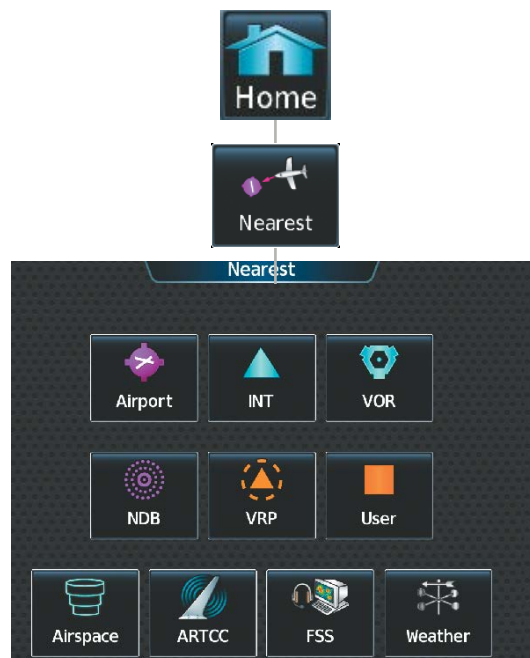 Home
Nearest
Nearest
Airport INT VOR
NDB VRP User
Airspace ARTCC FSS Weather